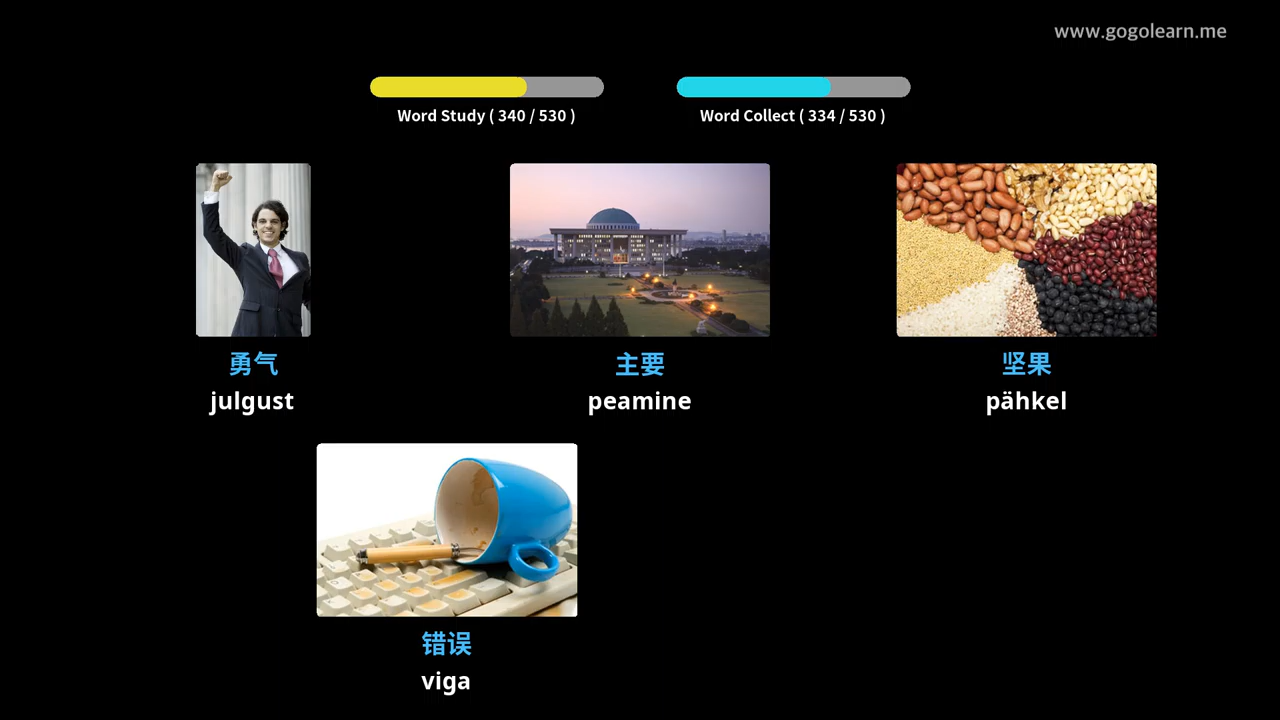 www.gogolearn.me
Word Study ( 340 / 530 )
Word Collect ( 334 / 530 )
勇气
julgust
主要
peamine
坚果
pähkel
错误
viga